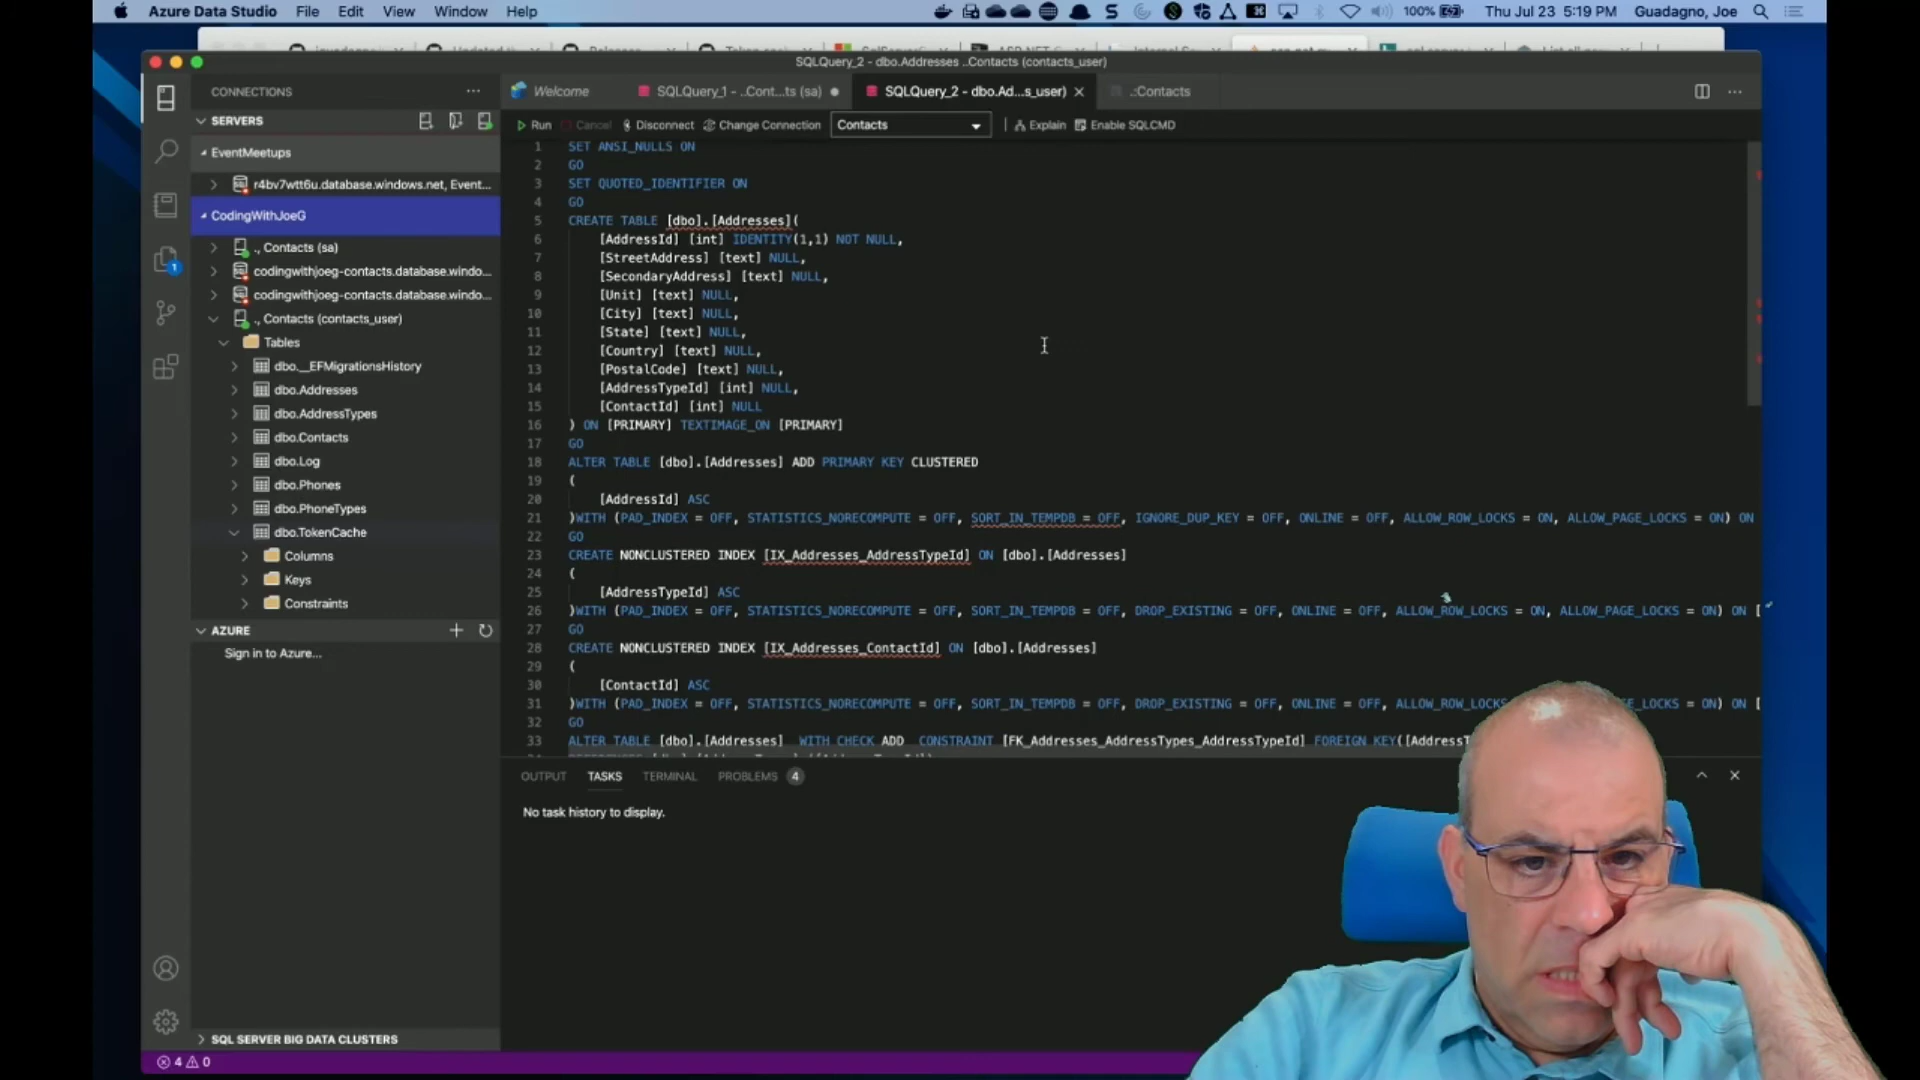 Azure Data Studio File Edit View Window Help 100% Thu Jul 23 5:19 PM Guadagno, Joe
SQLQuery_2 - dbo.Addresses ..Contacts (contacts_user)
CONNECTIONS
Welcome
SQLQuery_1 - ..Cont...ts (sa)
SQLQuery_2 - dbo.Ad...s_user)
.:Contacts
SERVERS
Run Cancel Disconnect Change Connection Contacts Explain Enable SQLCMD
EventMeetups
r4bv7wtt6u.database.windows.net, Event...
CodingWithJoeG
., Contacts (sa)
codingwithjoeg-contacts.database.windo...
codingwithjoeg-contacts.database.windo...
., Contacts (contacts_user)
Tables
dbo.__EFMigrationsHistory
dbo.Addresses
dbo.AddressTypes
dbo.Contacts
dbo.Log
dbo.Phones
dbo.PhoneTypes
dbo.TokenCache
Columns
Keys
Constraints
AZURE
Sign in to Azure...
SQL SERVER BIG DATA CLUSTERS
1 SET ANSI_NULLS ON
2 GO
3 SET QUOTED_IDENTIFIER ON
4 GO
5 CREATE TABLE [dbo].[Addresses](
6 [AddressId] [int] IDENTITY(1,1) NOT NULL,
7 [StreetAddress] [text] NULL,
8 [SecondaryAddress] [text] NULL,
9 [Unit] [text] NULL,
10 [City] [text] NULL,
11 [State] [text] NULL,
12 [Country] [text] NULL,
13 [PostalCode] [text] NULL,
14 [AddressTypeId] [int] NULL,
15 [ContactId] [int] NULL
16 ) ON [PRIMARY] TEXTIMAGE_ON [PRIMARY]
17 GO
18 ALTER TABLE [dbo].[Addresses] ADD PRIMARY KEY CLUSTERED
19 (
20 [AddressId] ASC
21 )WITH (PAD_INDEX = OFF, STATISTICS_NORECOMPUTE = OFF, SORT_IN_TEMPDB = OFF, IGNORE_DUP_KEY = OFF, ONLINE = OFF, ALLOW_ROW_LOCKS = ON, ALLOW_PAGE_LOCKS = ON) ON
22 GO
23 CREATE NONCLUSTERED INDEX [IX_Addresses_AddressTypeId] ON [dbo].[Addresses]
24 (
25 [AddressTypeId] ASC
26 )WITH (PAD_INDEX = OFF, STATISTICS_NORECOMPUTE = OFF, SORT_IN_TEMPDB = OFF, DROP_EXISTING = OFF, ONLINE = OFF, ALLOW_ROW_LOCKS = ON, ALLOW_PAGE_LOCKS = ON) ON [
27 GO
28 CREATE NONCLUSTERED INDEX [IX_Addresses_ContactId] ON [dbo].[Addresses]
29 (
30 [ContactId] ASC
31 )WITH (PAD_INDEX = OFF, STATISTICS_NORECOMPUTE = OFF, SORT_IN_TEMPDB = OFF, DROP_EXISTING = OFF, ONLINE = OFF, ALLOW_ROW_LOCKS = ON, ALLOW_PAGE_LOCKS = ON) ON [
32 GO
33 ALTER TABLE [dbo].[Addresses] WITH CHECK ADD CONSTRAINT [FK_Addresses_AddressTypes_AddressTypeId] FOREIGN KEY([AddressT
OUTPUT TASKS TERMINAL PROBLEMS 4
No task history to display.
1
4 0